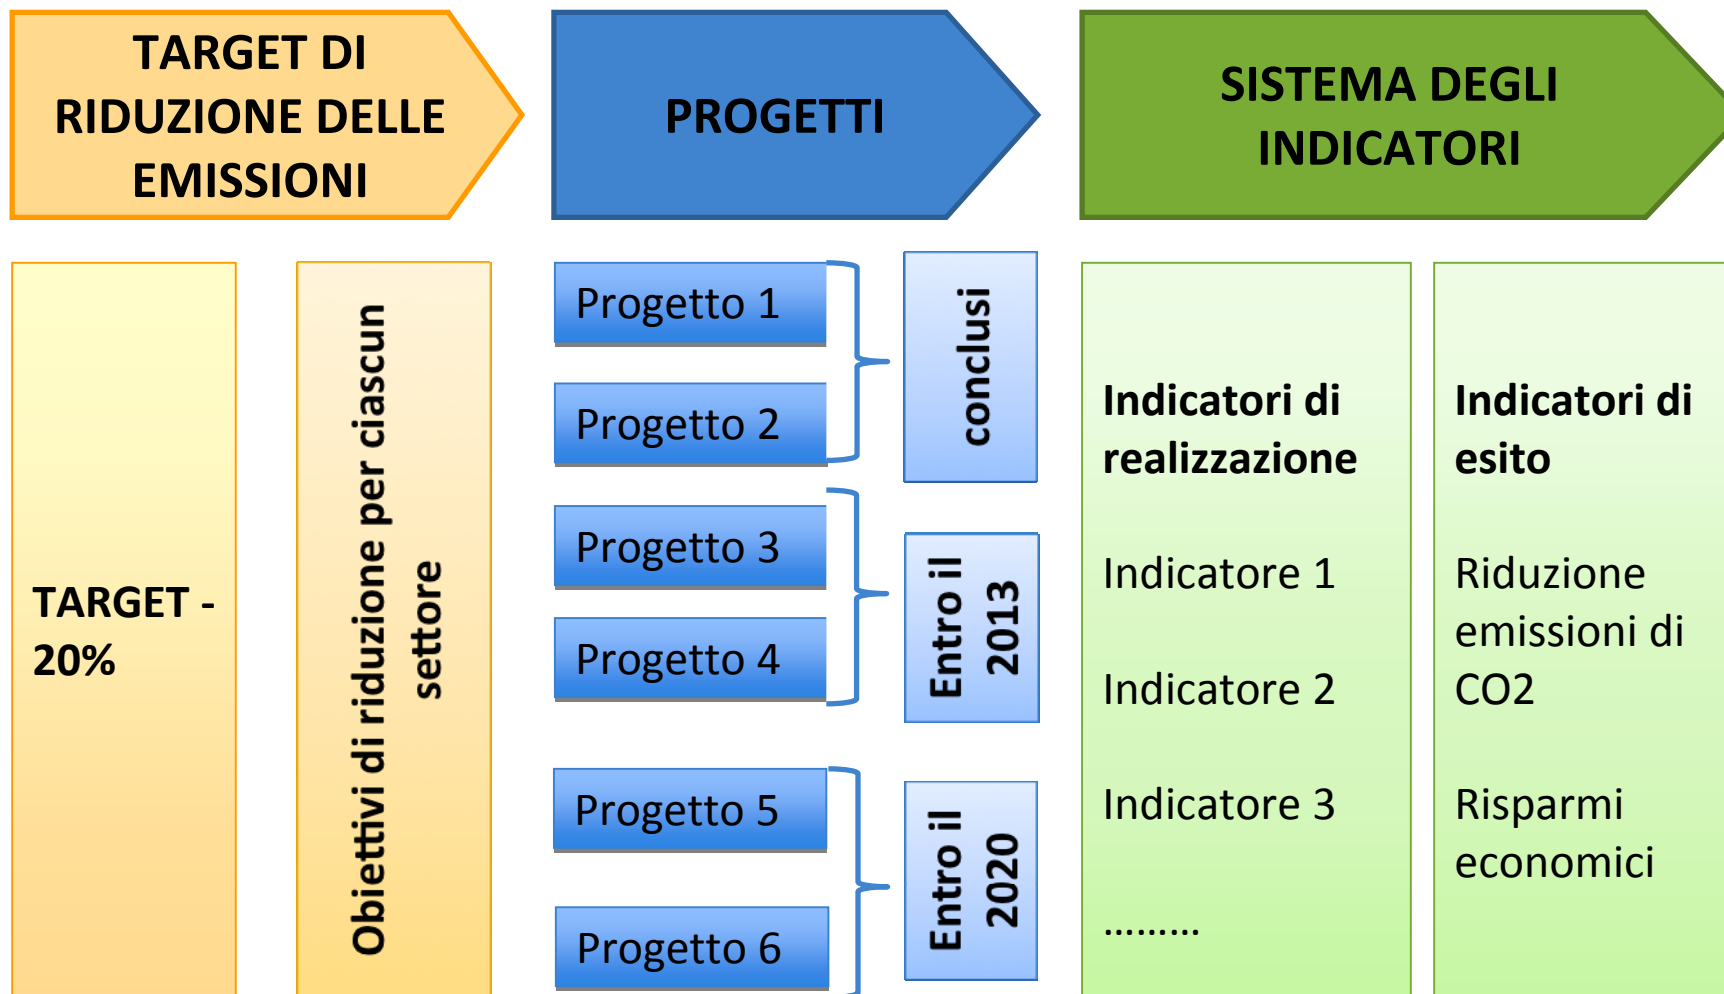 TARGET DI
RIDUZIONE DELLE
EMISSIONI
PROGETTI
SISTEMA DEGLI
INDICATORI
TARGET -
20%
Obiettivi di riduzione per ciascun
settore
Progetto 1
Progetto 2
conclusi
Progetto 3
Progetto 4
Entro il
2013
Progetto 5
Progetto 6
Entro il
2020
Indicatori di
realizzazione
Indicatore 1
Indicatore 2
Indicatore 3
………
Indicatori di
esito
Riduzione
emissioni di
CO2
Risparmi
economici